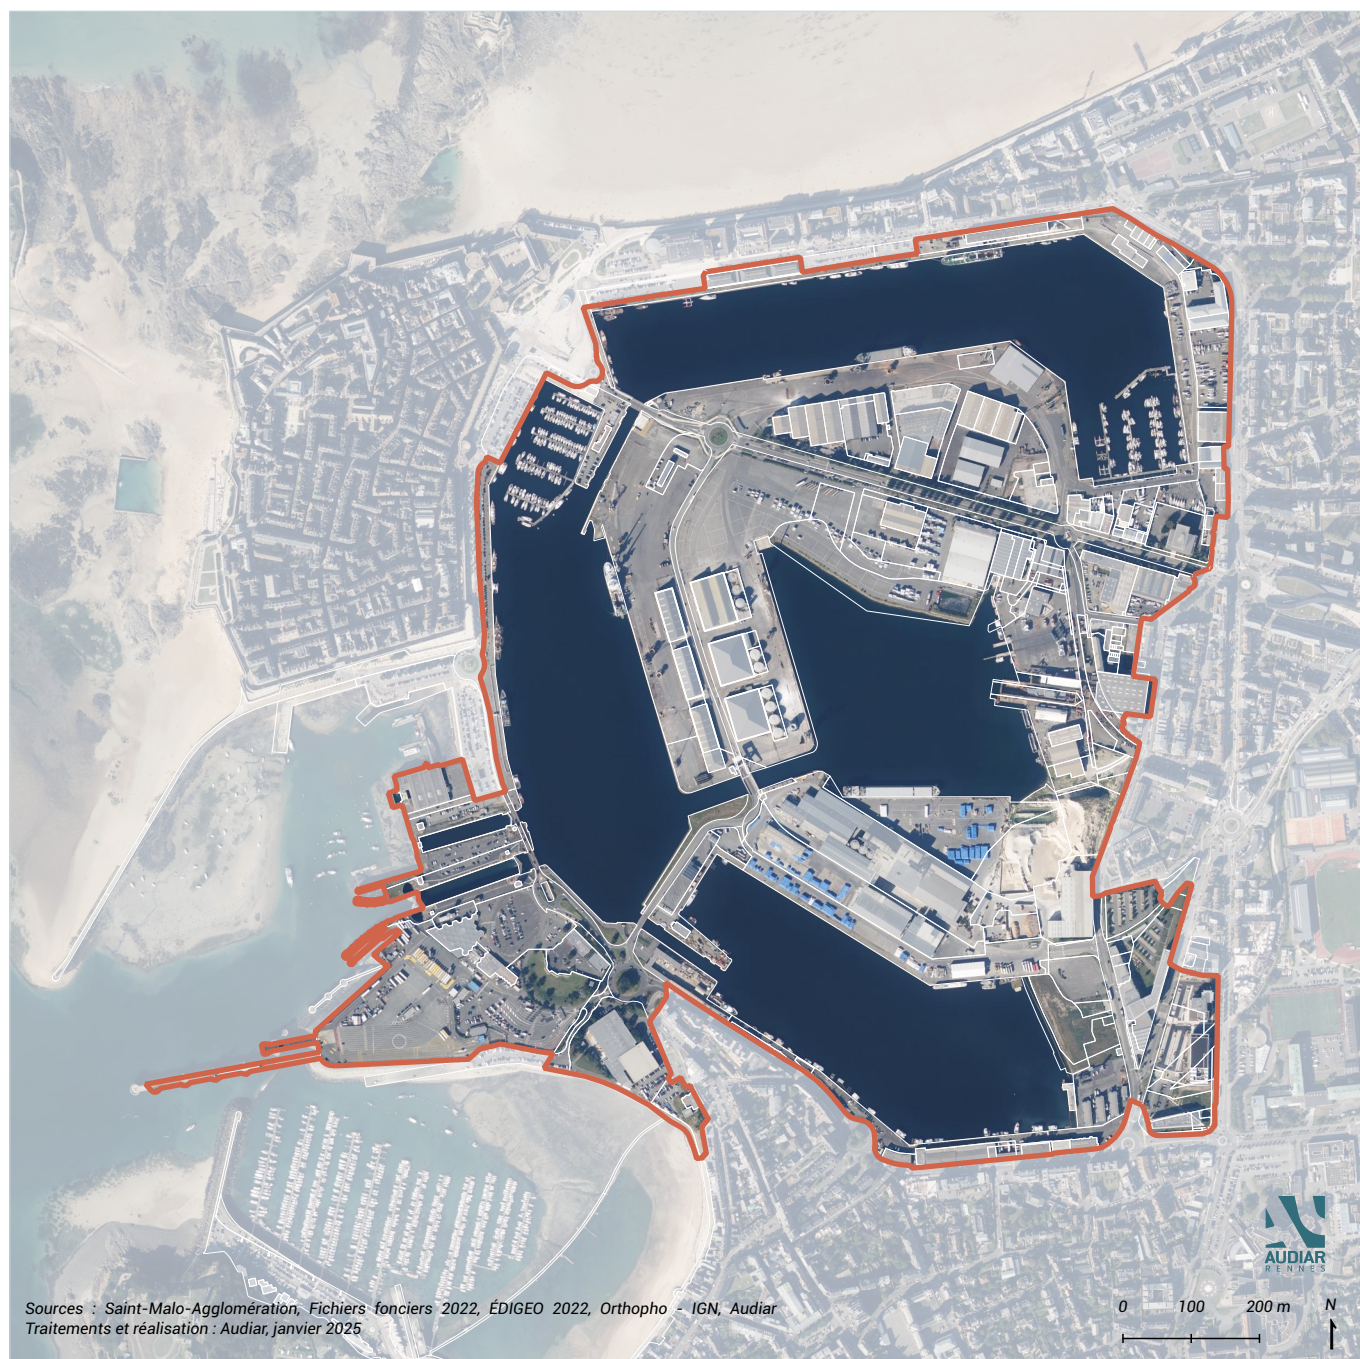 AUDIAR
RENNES
Sources : Saint-Malo-Agglomération, Fichiers fonciers 2022, ÉDIGEO 2022, Orthopho - IGN, Audiar
Traitements et réalisation : Audiar, janvier 2025
0 100 200 m
N